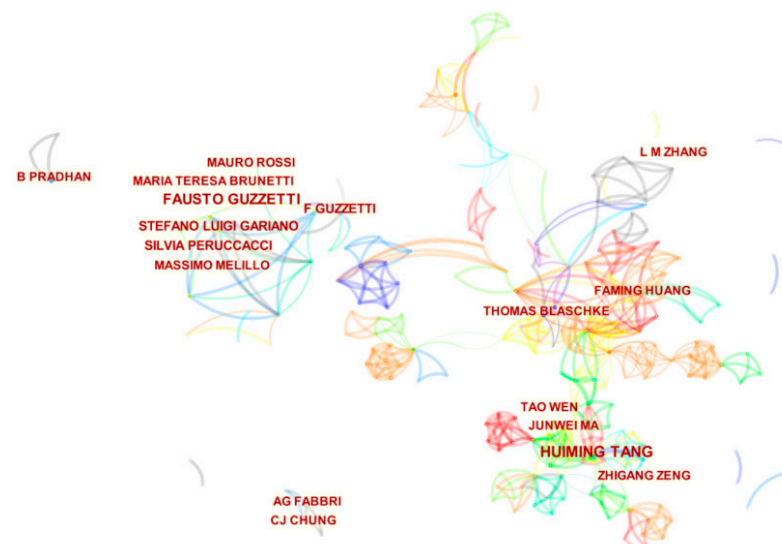 L M ZHANG
MAURO ROSSI
B PRADHAN
MARIA TERESA BRUNETTI
FAUSTO GUZZETTI
F GUZZETTI
STEFANO LUIGI GARIANO
SILVIA PERUCCACCI
MASSIMO MELILLO
FAMING HUANG
THOMAS BLASCHKE
TAO WEN
JUNWEI MA
HUIMING TANG
ZHIGANG ZENG
AG FABBRI
CJ CHUNG